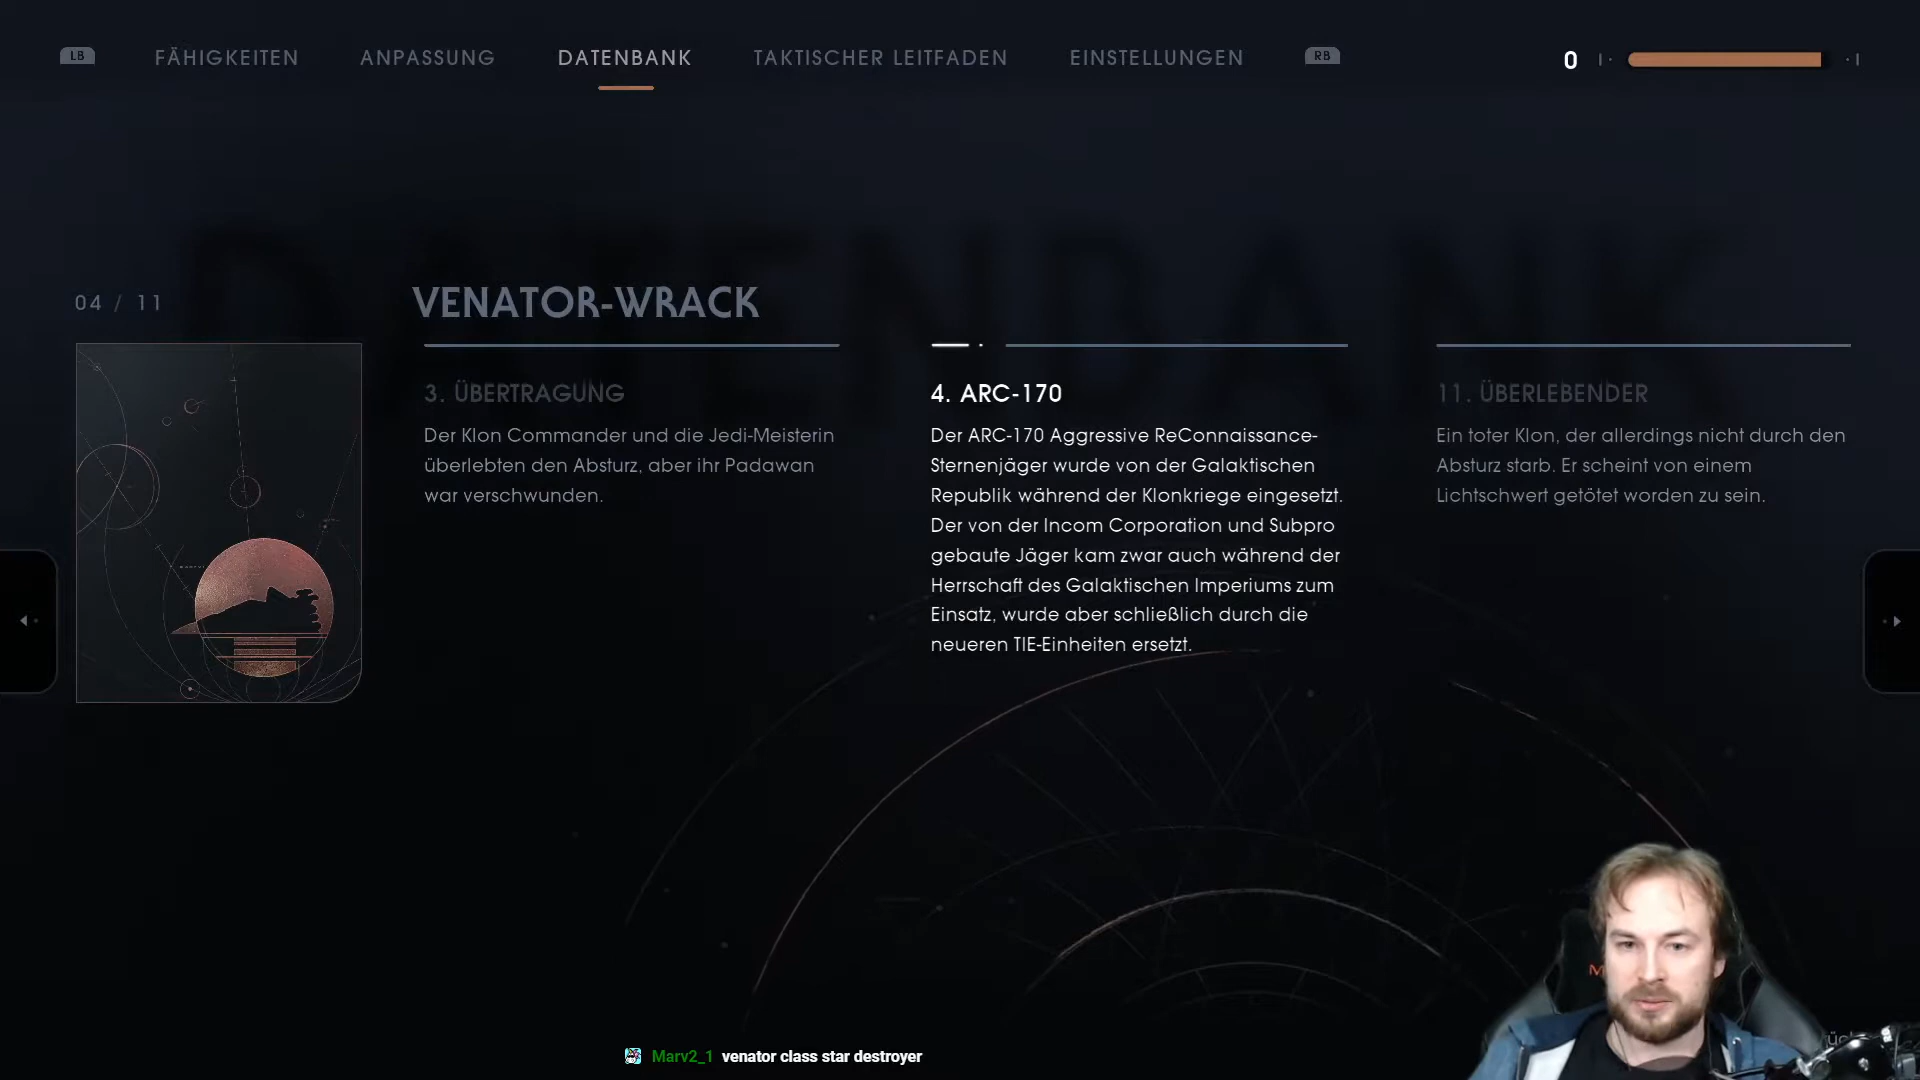 LB FÄHIGKEITEN ANPASSUNG DATENBANK TAKTISCHER LEITFADEN EINSTELLUNGEN RB 0
DATENBANK
04 / 11
VENATOR-WRACK
3. ÜBERTRAGUNG
Der Klon Commander und die Jedi-Meisterin
überlebten den Absturz, aber ihr Padawan
war verschwunden.
4. ARC-170
Der ARC-170 Aggressive ReConnaissance-
Sternenjäger wurde von der Galaktischen
Republik während der Klonkriege eingesetzt.
Der von der Incom Corporation und Subpro
gebaute Jäger kam zwar auch während der
Herrschaft des Galaktischen Imperiums zum
Einsatz, wurde aber schließlich durch die
neueren TIE-Einheiten ersetzt.
11. ÜBERLEBENDER
Ein toter Klon, der allerdings nicht durch den
Absturz starb. Er scheint von einem
Lichtschwert getötet worden zu sein.
Marv2_1 venator class star destroyer